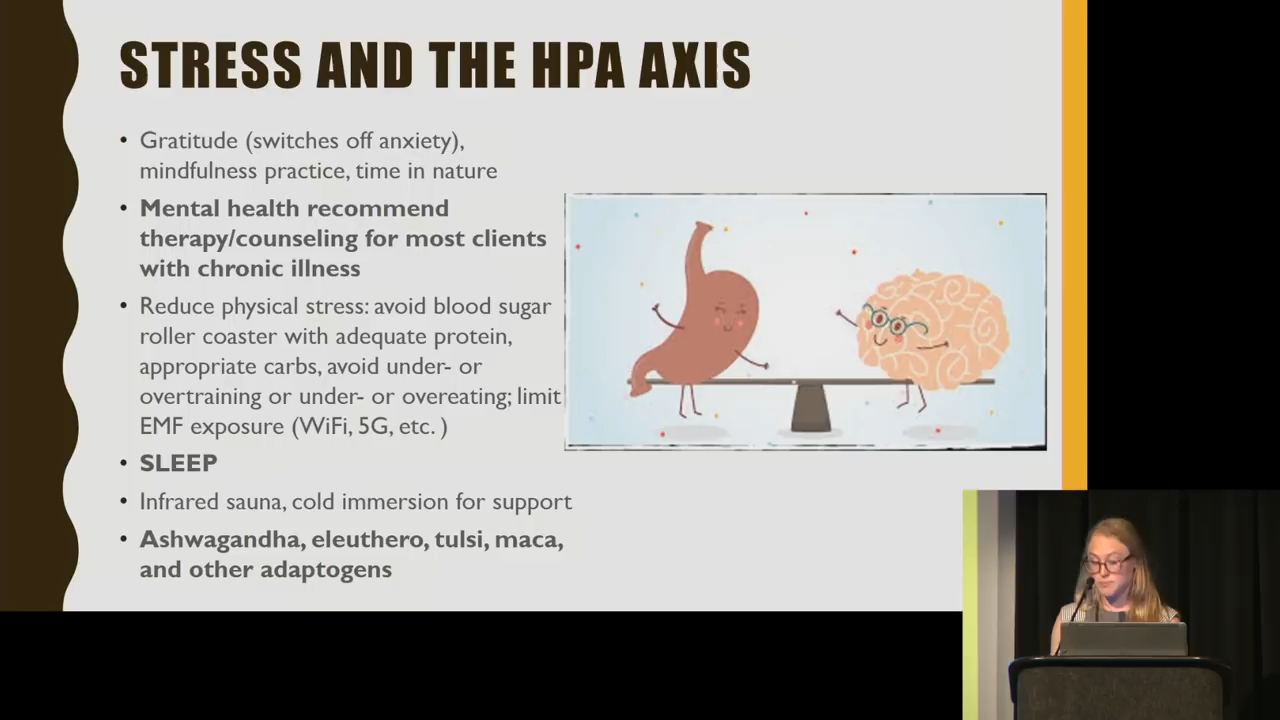 STRESS AND THE HPA AXIS
• Gratitude (switches off anxiety),
mindfulness practice, time in nature
• Mental health recommend
therapy/counseling for most clients
with chronic illness
• Reduce physical stress: avoid blood sugar
roller coaster with adequate protein,
appropriate carbs, avoid under- or
overtraining or under- or overeating; limit
EMF exposure (WiFi, 5G, etc. )
• SLEEP
• Infrared sauna, cold immersion for support
• Ashwagandha, eleuthero, tulsi, maca,
and other adaptogens